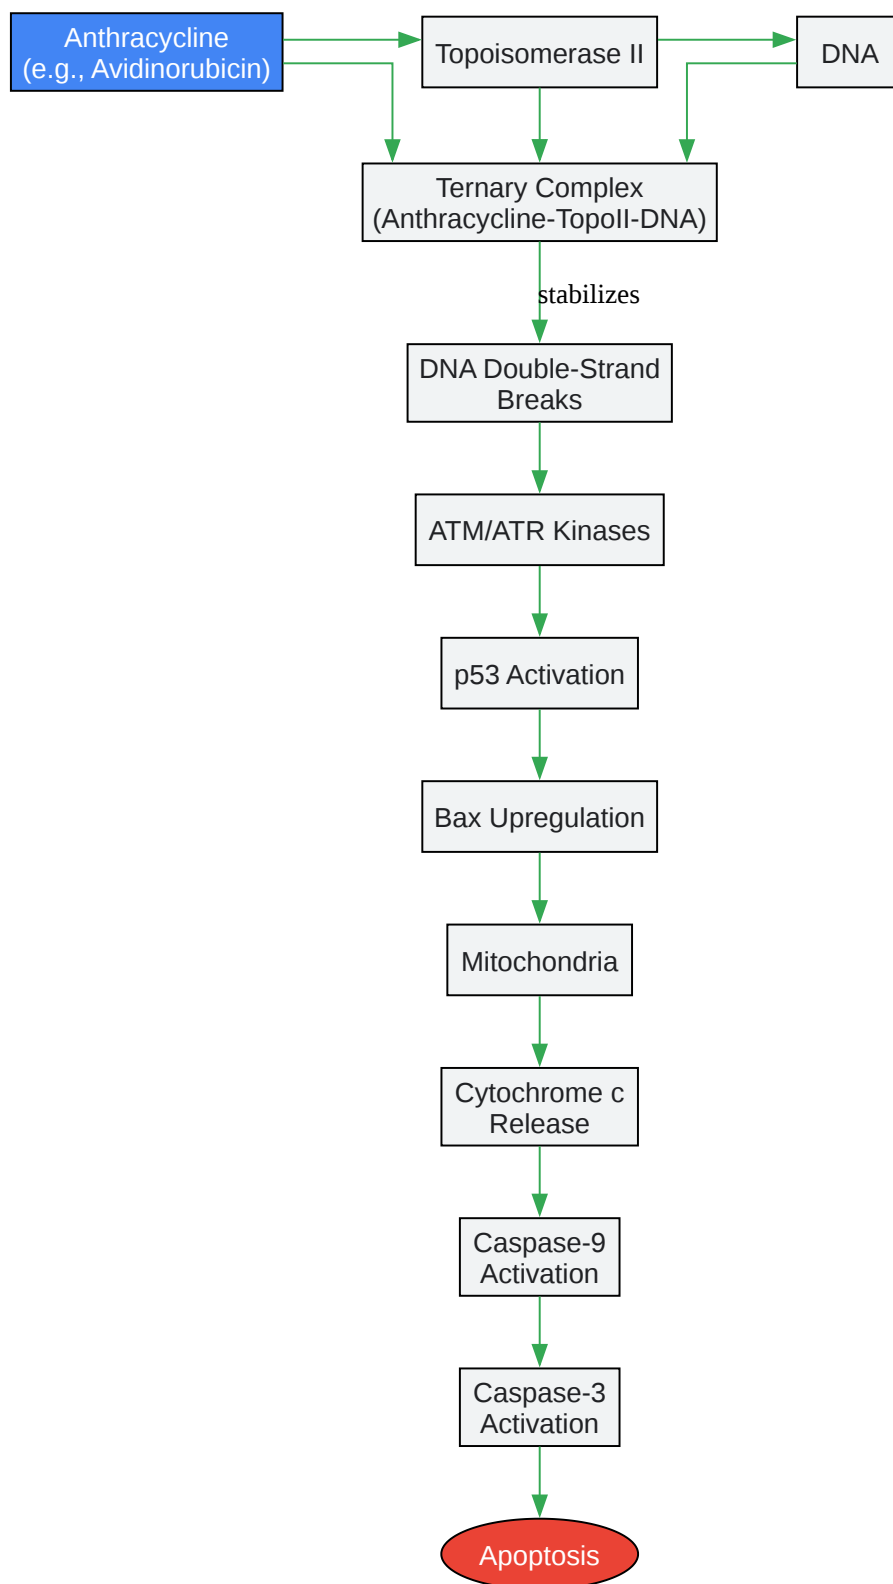 Anthracycline
(e.g., Avidinorubicin)
Topoisomerase II
DNA
Ternary Complex
(Anthracycline-TopoII-DNA)
stabilizes
DNA Double-Strand
Breaks
ATM/ATR Kinases
p53 Activation
Bax Upregulation
Mitochondria
Cytochrome c
Release
Caspase-9
Activation
Caspase-3
Activation
Apoptosis